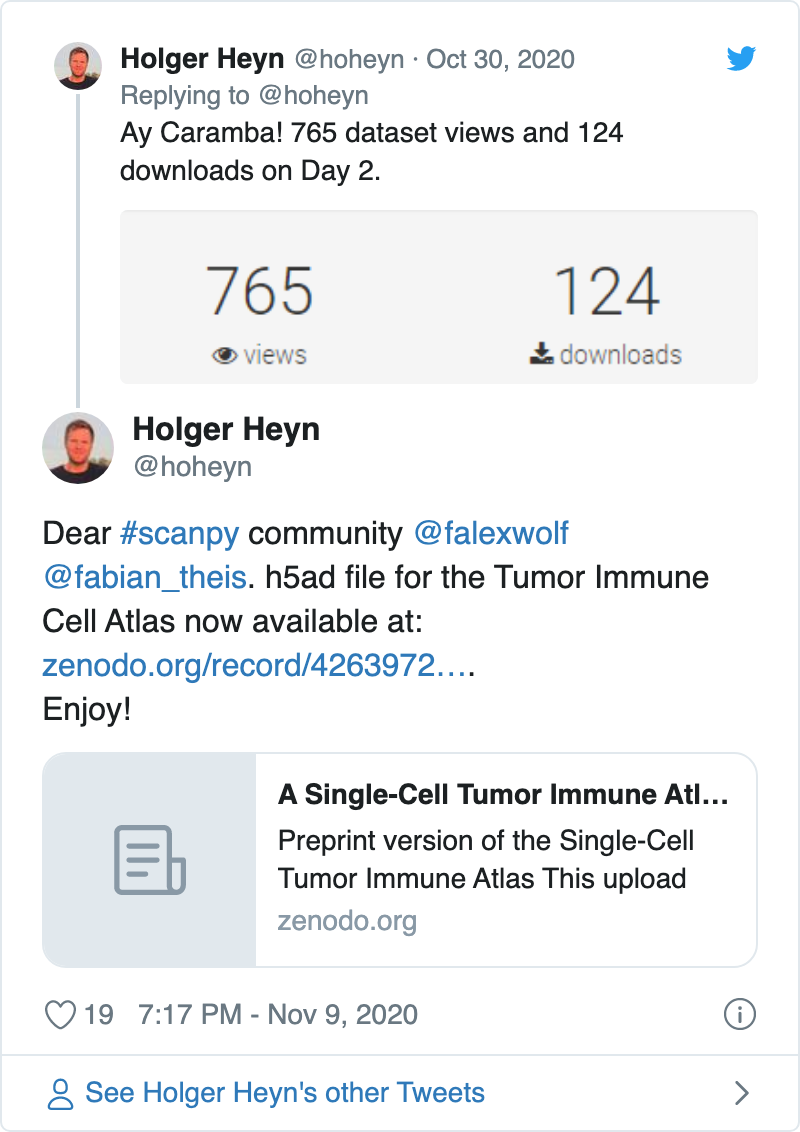 Holger Heyn @hoheyn · Oct 30, 2020
Replying to @hoheyn
Ay Caramba! 765 dataset views and 124
downloads on Day 2.
765
views
124
downloads
Holger Heyn
@hoheyn
Dear #scanpy community @falexwolf
@fabian_theis. h5ad file for the Tumor Immune
Cell Atlas now available at:
zenodo.org/record/4263972….
Enjoy!
A Single-Cell Tumor Immune Atl…
Preprint version of the Single-Cell
Tumor Immune Atlas This upload
zenodo.org
19 7:17 PM - Nov 9, 2020
See Holger Heyn's other Tweets